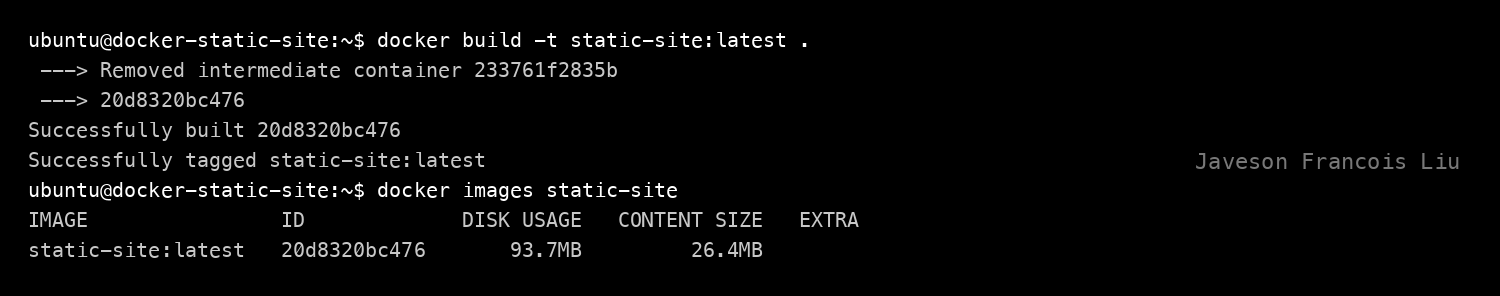 ubuntu@docker-static-site:~$ docker build -t static-site:latest .
 ---> Removed intermediate container 233761f2835b
 ---> 20d8320bc476
Successfully built 20d8320bc476
Successfully tagged static-site:latest
Javeson Francois Liu
ubuntu@docker-static-site:~$ docker images static-site
IMAGE                ID             DISK USAGE   CONTENT SIZE   EXTRA
static-site:latest   20d8320bc476       93.7MB         26.4MB